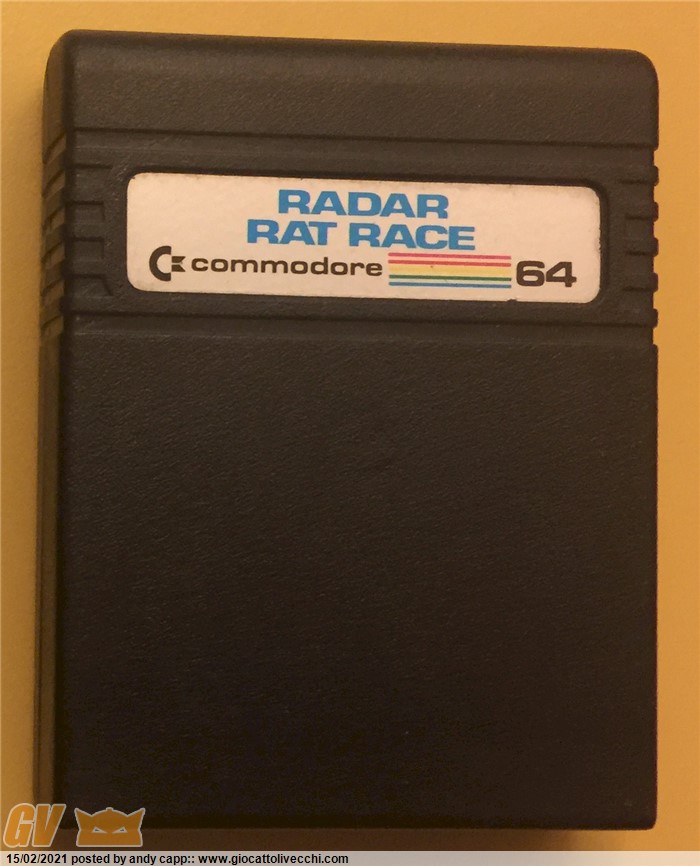 RADAR
RAT RACE
commodore 64
GV
15/02/2021 posted by andy capp:: www.giocattolivecchi.com